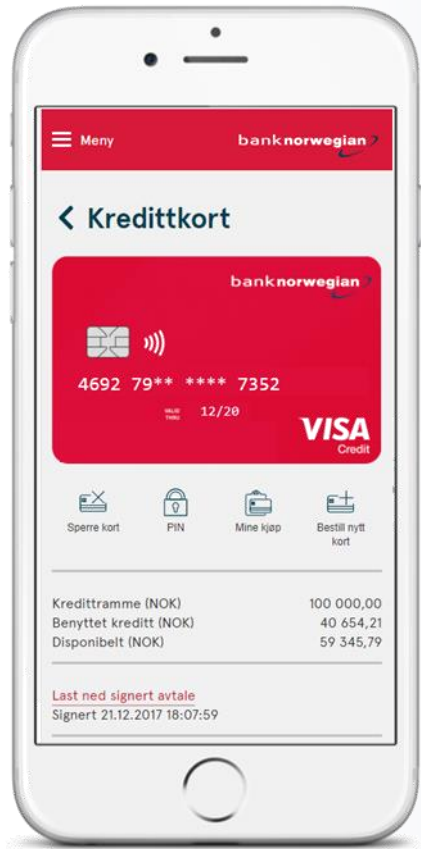 Meny
banknorwegian
Kredittkort
banknorwegian
4692 79** **** 7352
VALID THRU 12/20
VISA
Credit
Sperre kort
PIN
Mine kjøp
Bestill nytt kort
Kredittramme (NOK) 100 000,00
Benyttet kreditt (NOK) 40 654,21
Disponibelt (NOK) 59 345,79
Last ned signert avtale
Signert 21.12.2017 18:07:59